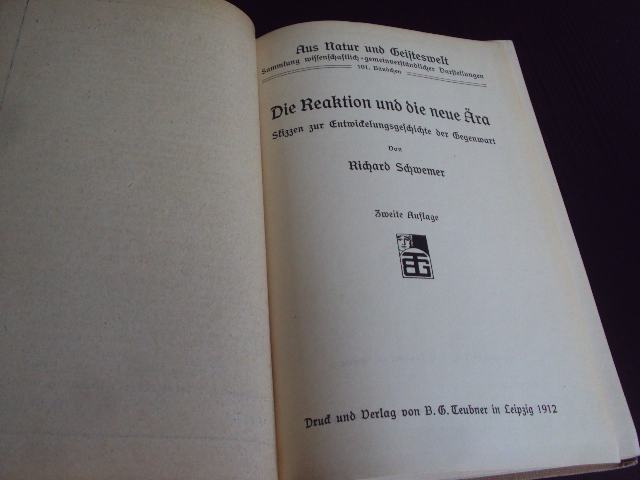 Aus Natur und Geisteswelt
Sammlung wissenschaftlich-gemeinverständlicher Darstellungen
101. Bändchen
Die Reaktion und die neue Ära
Skizzen zur Entwickelungsgeschichte der Gegenwart
Von
Richard Schwemer
Zweite Auflage
BGT
Druck und Verlag von B. G. Teubner in Leipzig 1912